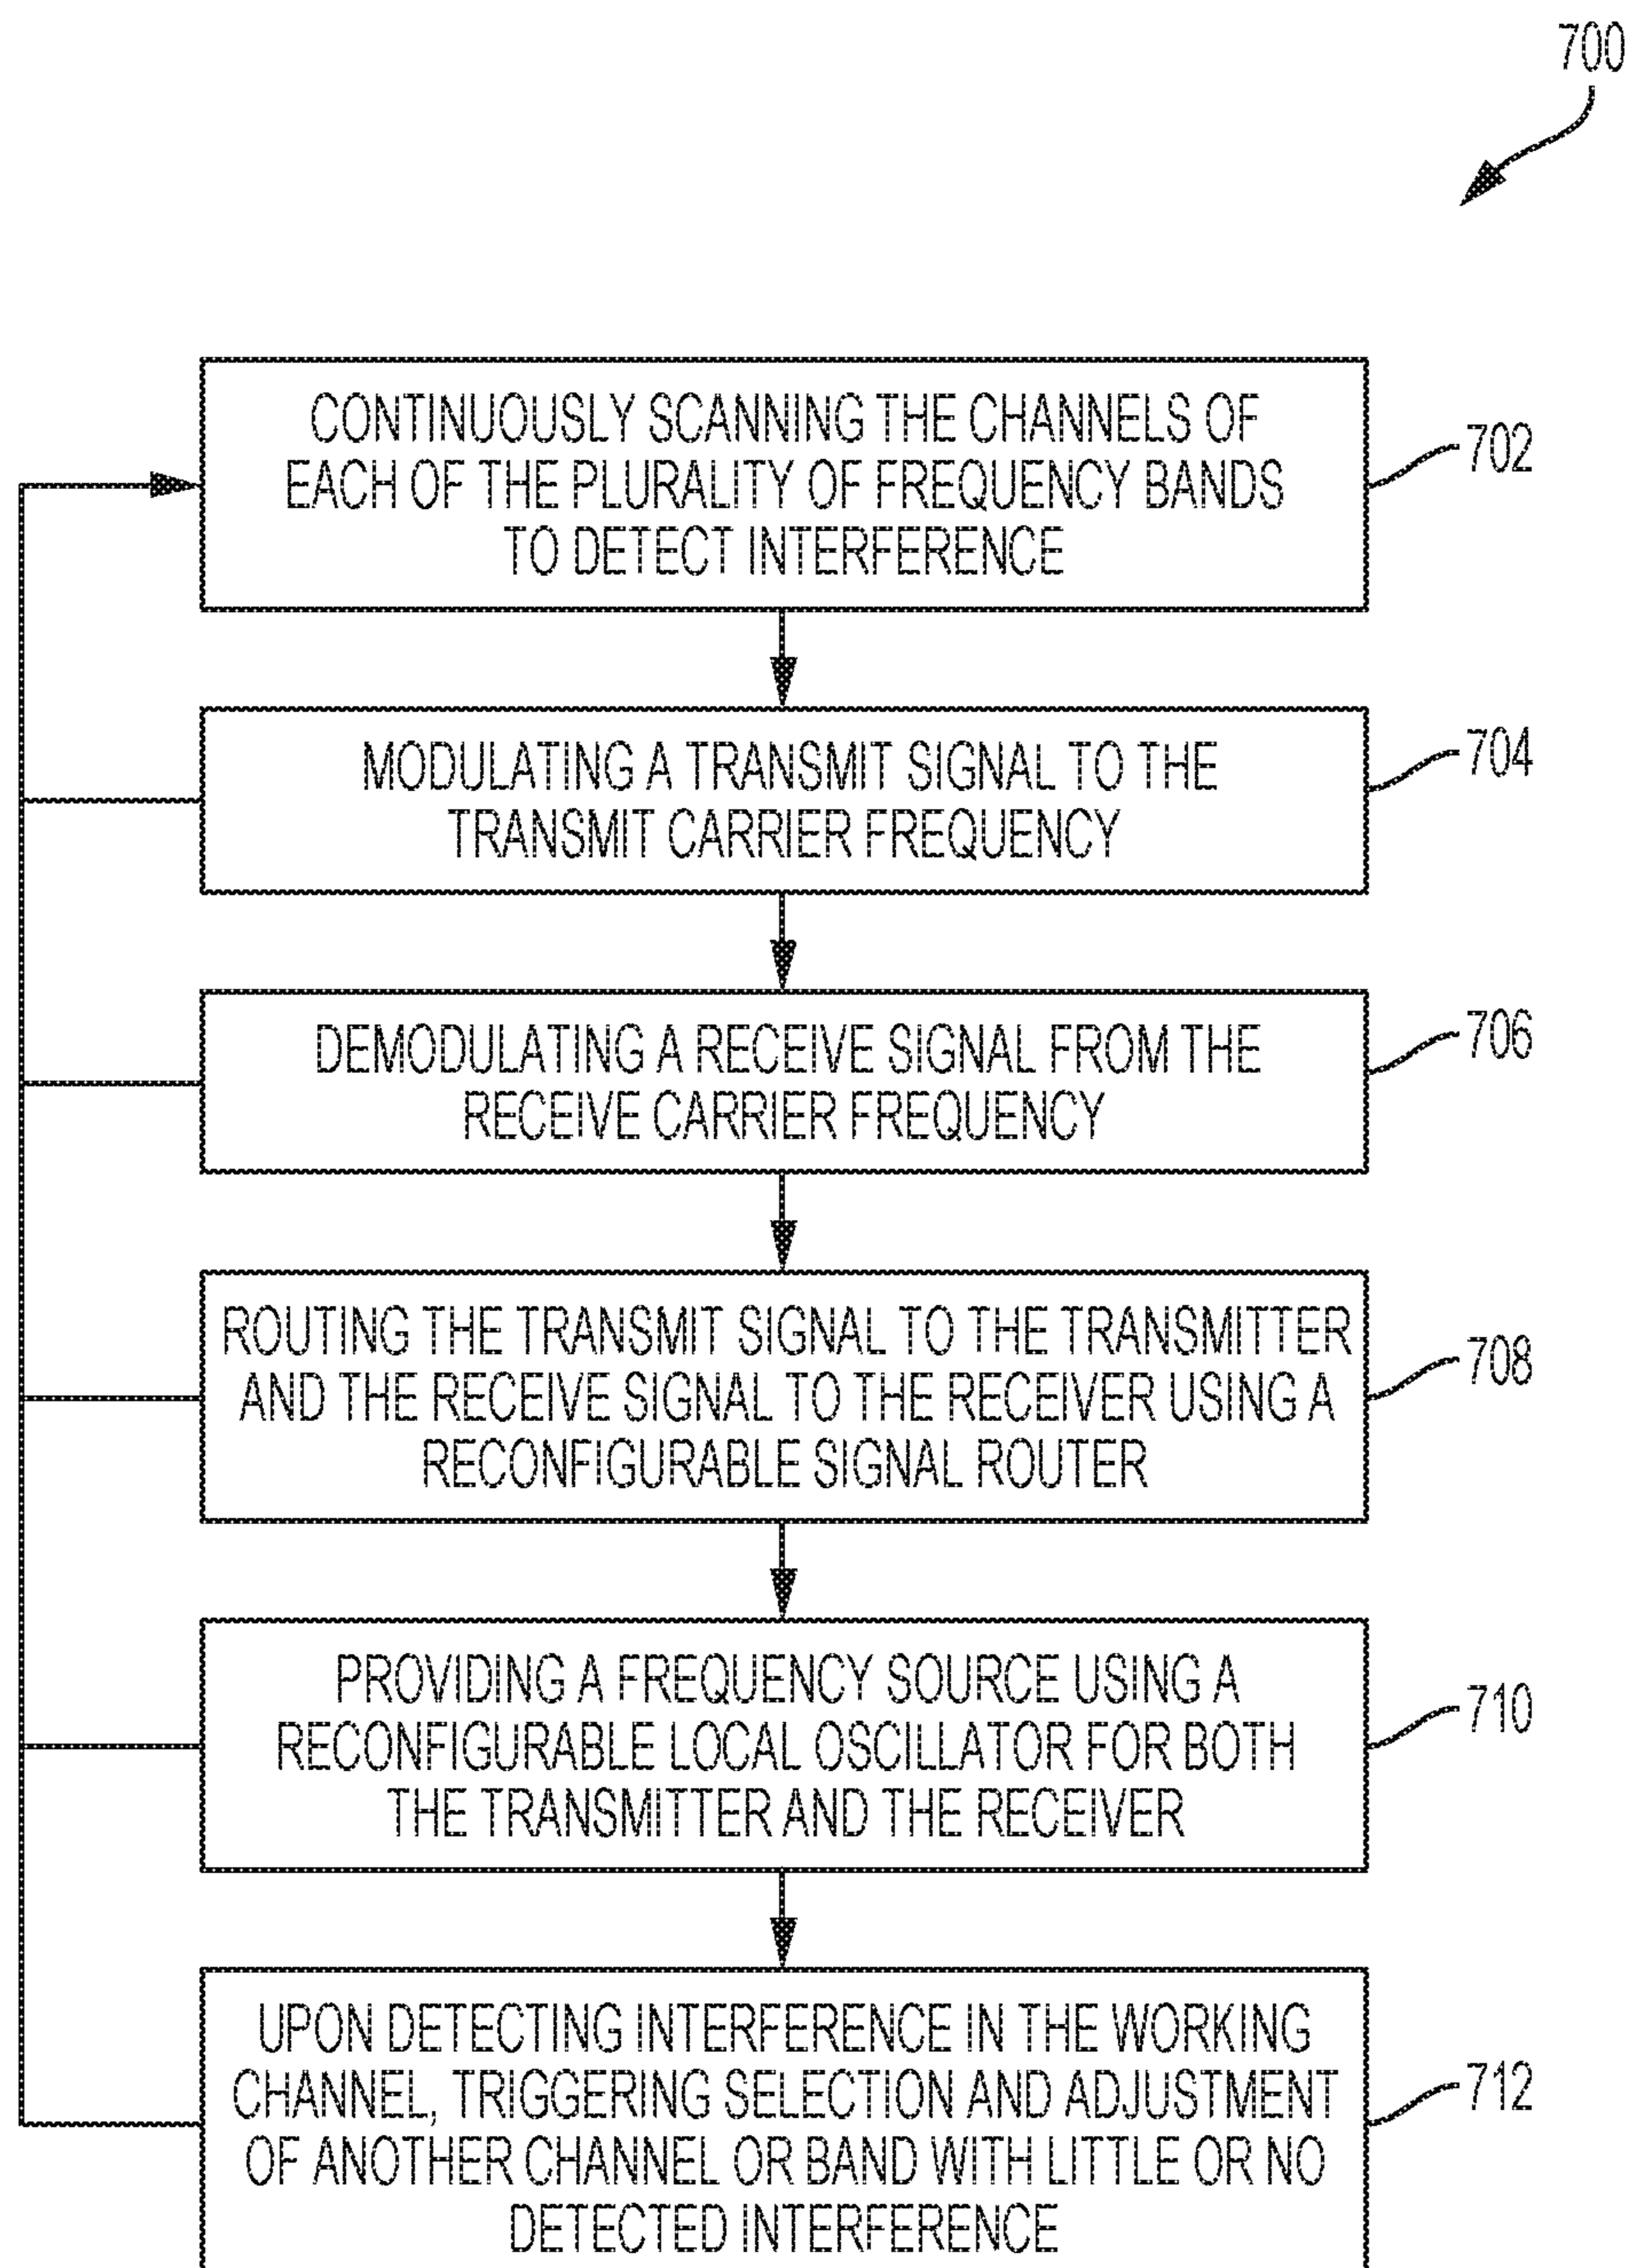 700
CONTINUOUSLY SCANNING THE CHANNELS OF
EACH OF THE PLURALITY OF FREQUENCY BANDS
TO DETECT INTERFERENCE
702
MODULATING A TRANSMIT SIGNAL TO THE
TRANSMIT CARRIER FREQUENCY
704
DEMODULATING A RECEIVE SIGNAL FROM THE
RECEIVE CARRIER FREQUENCY
706
ROUTING THE TRANSMIT SIGNAL TO THE TRANSMITTER
AND THE RECEIVE SIGNAL TO THE RECEIVER USING A
RECONFIGURABLE SIGNAL ROUTER
708
PROVIDING A FREQUENCY SOURCE USING A
RECONFIGURABLE LOCAL OSCILLATOR FOR BOTH
THE TRANSMITTER AND THE RECEIVER
710
UPON DETECTING INTERFERENCE IN THE WORKING
CHANNEL, TRIGGERING SELECTION AND ADJUSTMENT
OF ANOTHER CHANNEL OR BAND WITH LITTLE OR NO
DETECTED INTERFERENCE
712